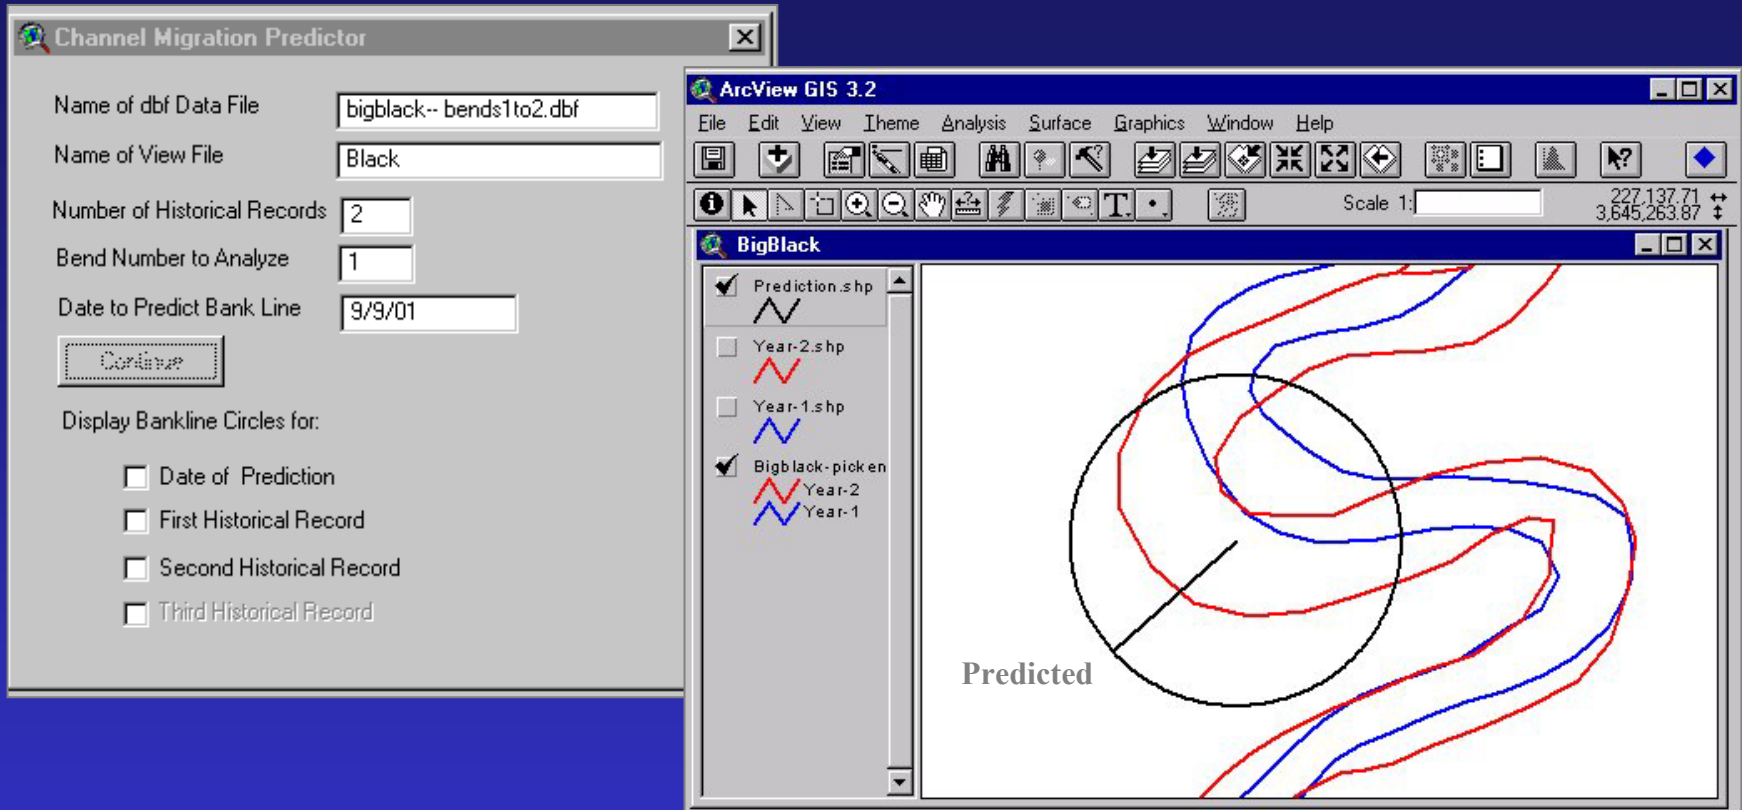 Channel Migration Predictor
Name of dbf Data File
bigblack-- bends1to2.dbf
Name of View File
Black
Number of Historical Records
2
Bend Number to Analyze
1
Date to Predict Bank Line
9/9/01
Continue
Display Bankline Circles for:
Date of Prediction
First Historical Record
Second Historical Record
Third Historical Record
ArcView GIS 3.2
File Edit View Theme Analysis Surface Graphics Window Help
Scale 1:
227,137.71
3,645,263.87
BigBlack
Prediction.shp
Year-2.shp
Year-1.shp
Bigblack-picken
Year-2
Year-1
Predicted